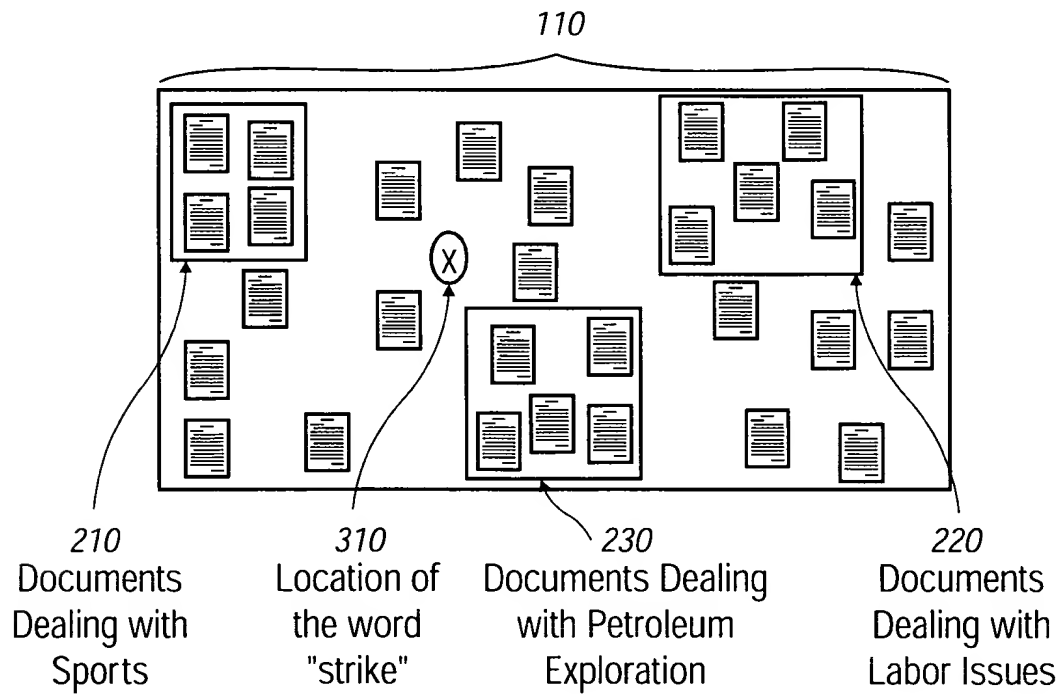 110
X
210
Documents
Dealing with
Sports
310
Location of
the word
"strike"
230
Documents Dealing
with Petroleum
Exploration
220
Documents
Dealing with
Labor Issues